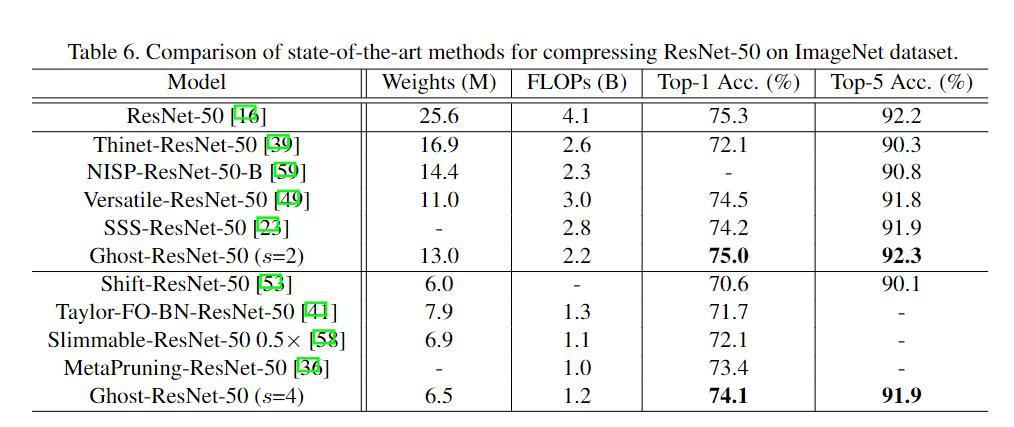 Table 6. Comparison of state-of-the-art methods for compressing ResNet-50 on ImageNet dataset.
Model Weights (M) FLOPs (B) Top-1 Acc. (%) Top-5 Acc. (%)
ResNet-50 [16] 25.6 4.1 75.3 92.2
Thinet-ResNet-50 [39] 16.9 2.6 72.1 90.3
NISP-ResNet-50-B [59] 14.4 2.3 - 90.8
Versatile-ResNet-50 [49] 11.0 3.0 74.5 91.8
SSS-ResNet-50 [23] - 2.8 74.2 91.9
Ghost-ResNet-50 (s=2) 13.0 2.2 75.0 92.3
Shift-ResNet-50 [53] 6.0 - 70.6 90.1
Taylor-FO-BN-ResNet-50 [41] 7.9 1.3 71.7 -
Slimmable-ResNet-50 0.5× [58] 6.9 1.1 72.1 -
MetaPruning-ResNet-50 [36] - 1.0 73.4 -
Ghost-ResNet-50 (s=4) 6.5 1.2 74.1 91.9